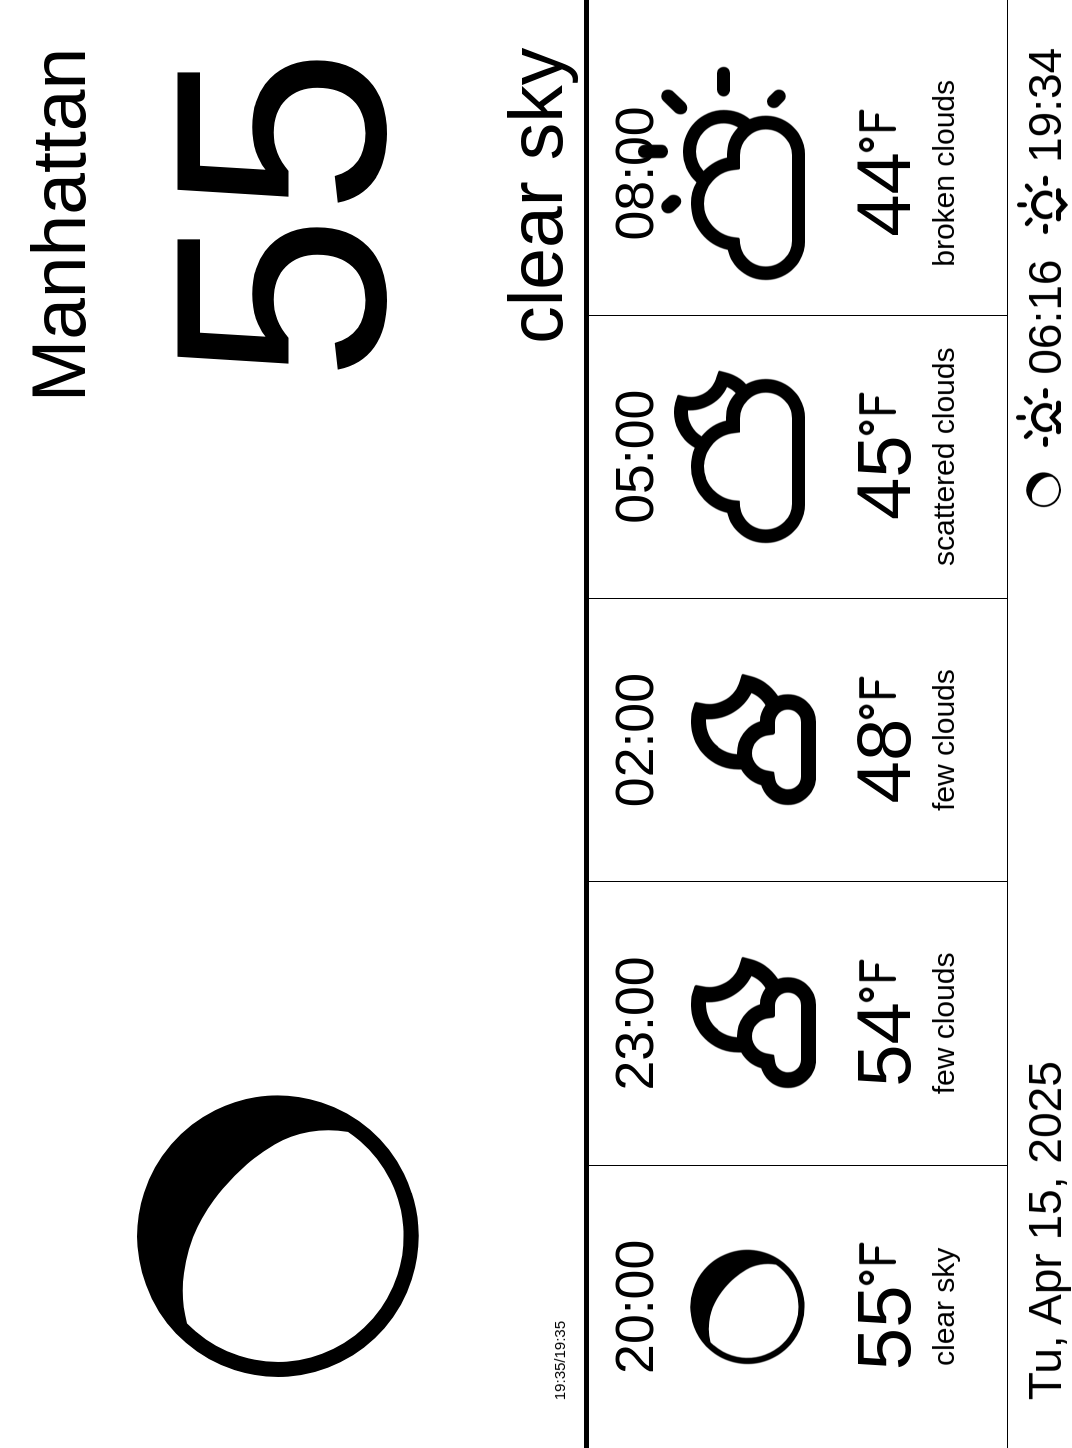 Manhattan
55
clear sky
19:35/19:35
20:00 23:00 02:00 05:00 08:00
55°F 54°F 48°F 45°F 44°F
clear sky few clouds few clouds scattered clouds broken clouds
Tu, Apr 15, 2025 06:16 19:34